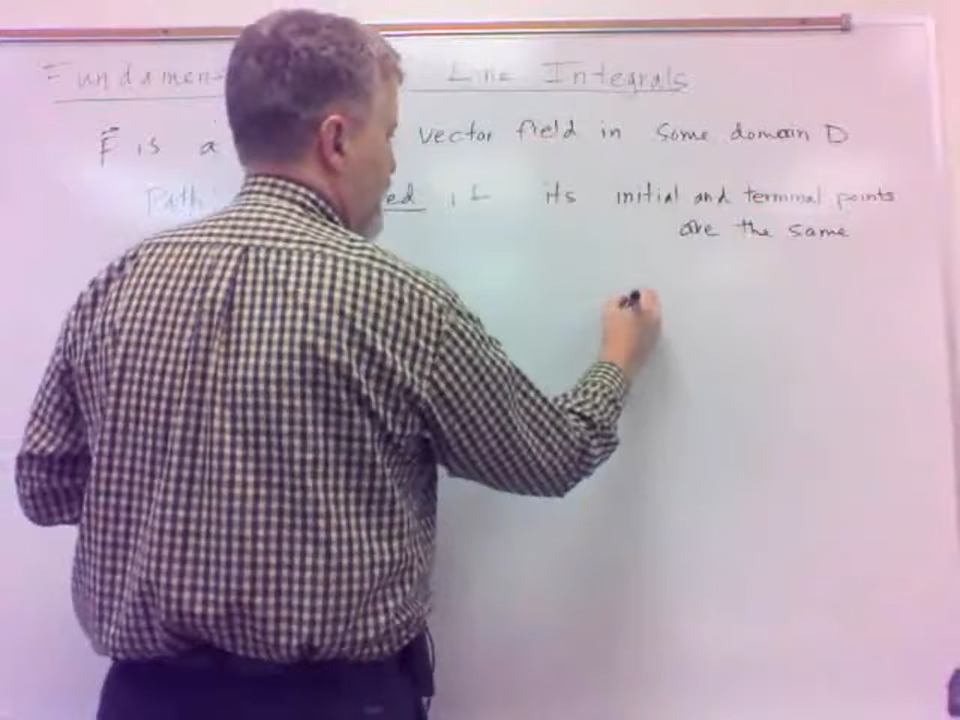 Fundamen Line Integrals
F⃗ is a vector field in some domain D
Path ed if its initial and terminal points
are the same